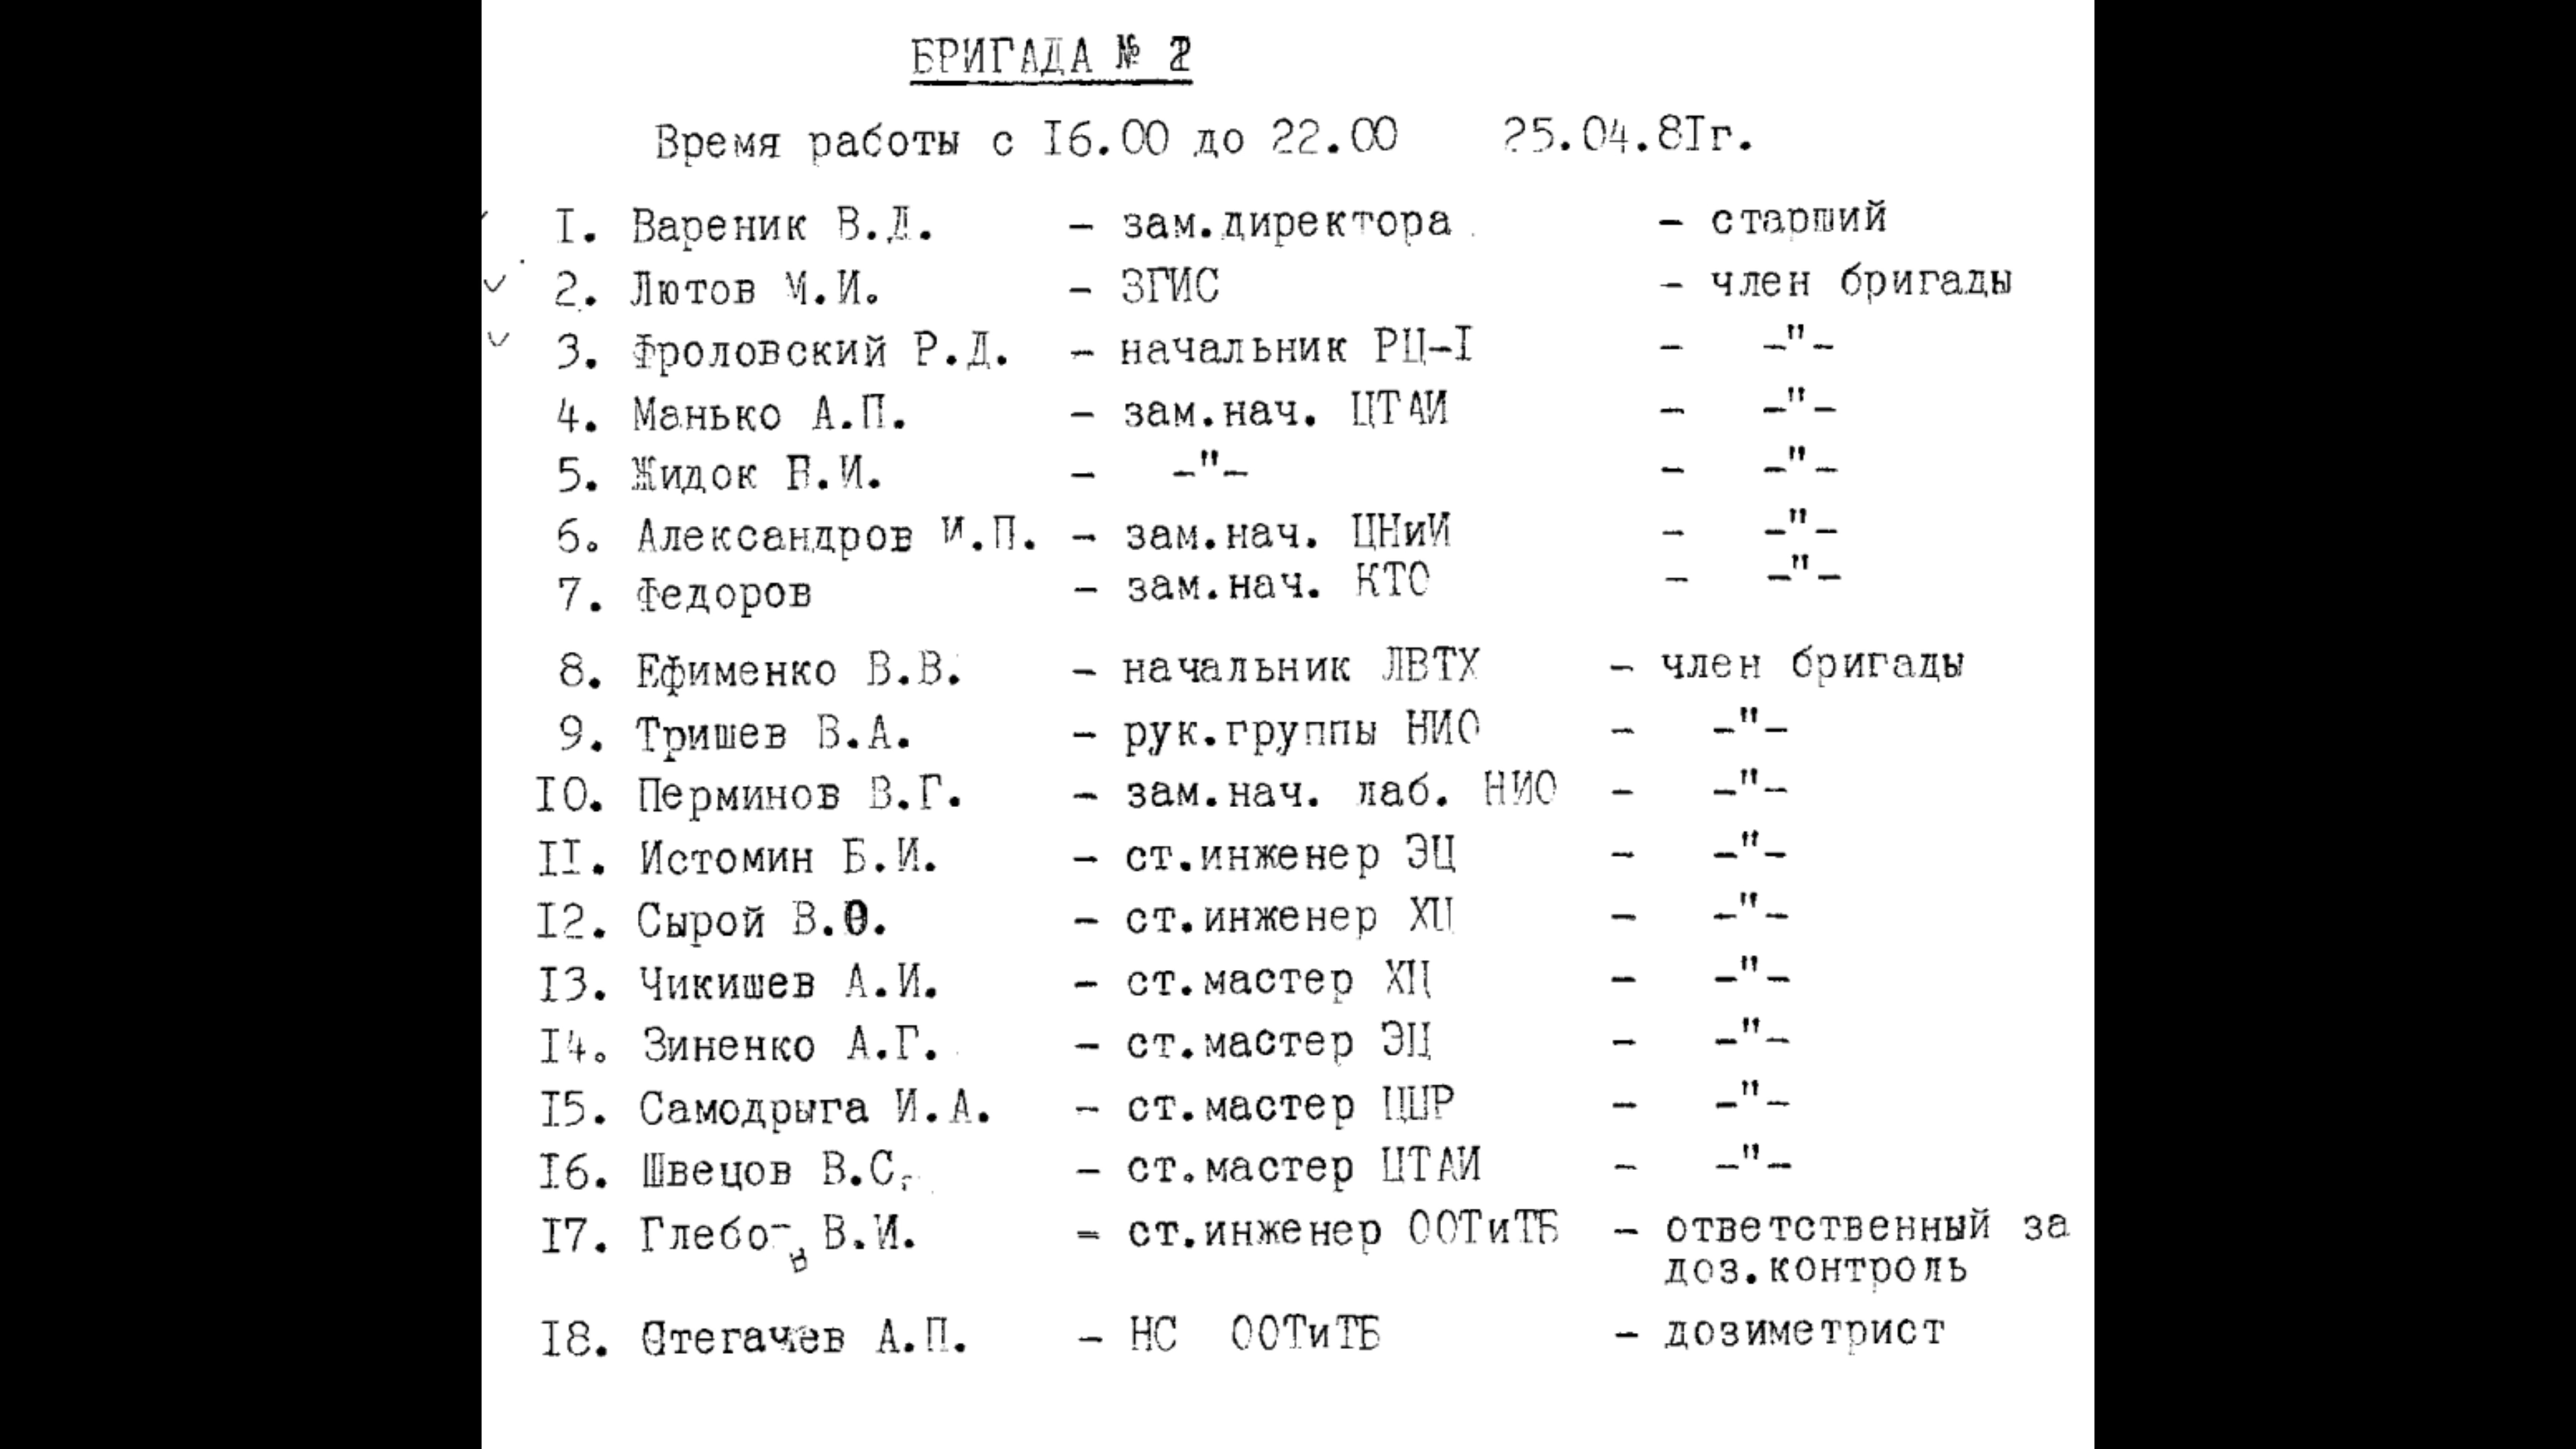 БРИГАДА № 2
Время работы с I6.00 до 22.00 25.04.8Iг.
I. Вареник В.Д. - зам.директора - старший
2. Лютов М.И. - ЗГИС - член бригады
3. Фроловский Р.Д. - начальник РЦ-I - -"-
4. Манько А.П. - зам.нач. ЦТАИ - -"-
5. Жидок В.И. - -"- - -"-
6. Александров И.П. - зам.нач. ЦНиИ - -"-
7. Федоров - зам.нач. КТО - -"-
8. Ефименко В.В. - начальник ЛВТХ - член бригады
9. Тришев В.А. - рук.группы НИО - -"-
I0. Перминов В.Г. - зам.нач. лаб. НИО - -"-
II. Истомин Б.И. - ст.инженер ЭЦ - -"-
I2. Сырой В.О. - ст.инженер ХЦ - -"-
I3. Чикишев А.И. - ст.мастер ХЦ - -"-
I4. Зиненко А.Г. - ст.мастер ЭЦ - -"-
I5. Самодрыга И.А. - ст.мастер ЦЦР - -"-
I6. Швецов В.С. - ст.мастер ЦТАИ - -"-
I7. Глебов В.И. = ст.инженер ООТиТБ - ответственный за
доз.контроль
I8. Стегачев А.П. - НС ООТиТБ - дозиметрист